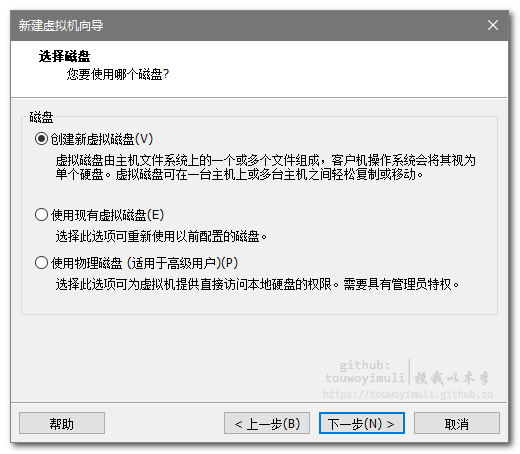 新建虚拟机向导
选择磁盘
您要使用哪个磁盘?
磁盘
创建新虚拟磁盘(V)
虚拟磁盘由主机文件系统上的一个或多个文件组成，客户机操作系统会将其视为
单个硬盘。虚拟磁盘可在一台主机上或多台主机之间轻松复制或移动。
使用现有虚拟磁盘(E)
选择此选项可重新使用以前配置的磁盘。
使用物理磁盘 (适用于高级用户)(P)
选择此选项可为虚拟机提供直接访问本地硬盘的权限。需要具有管理员特权。
github:
touwoyimuli
投我以木李
https://touwoyimuli.github.io
帮助
< 上一步(B)
下一步(N) >
取消